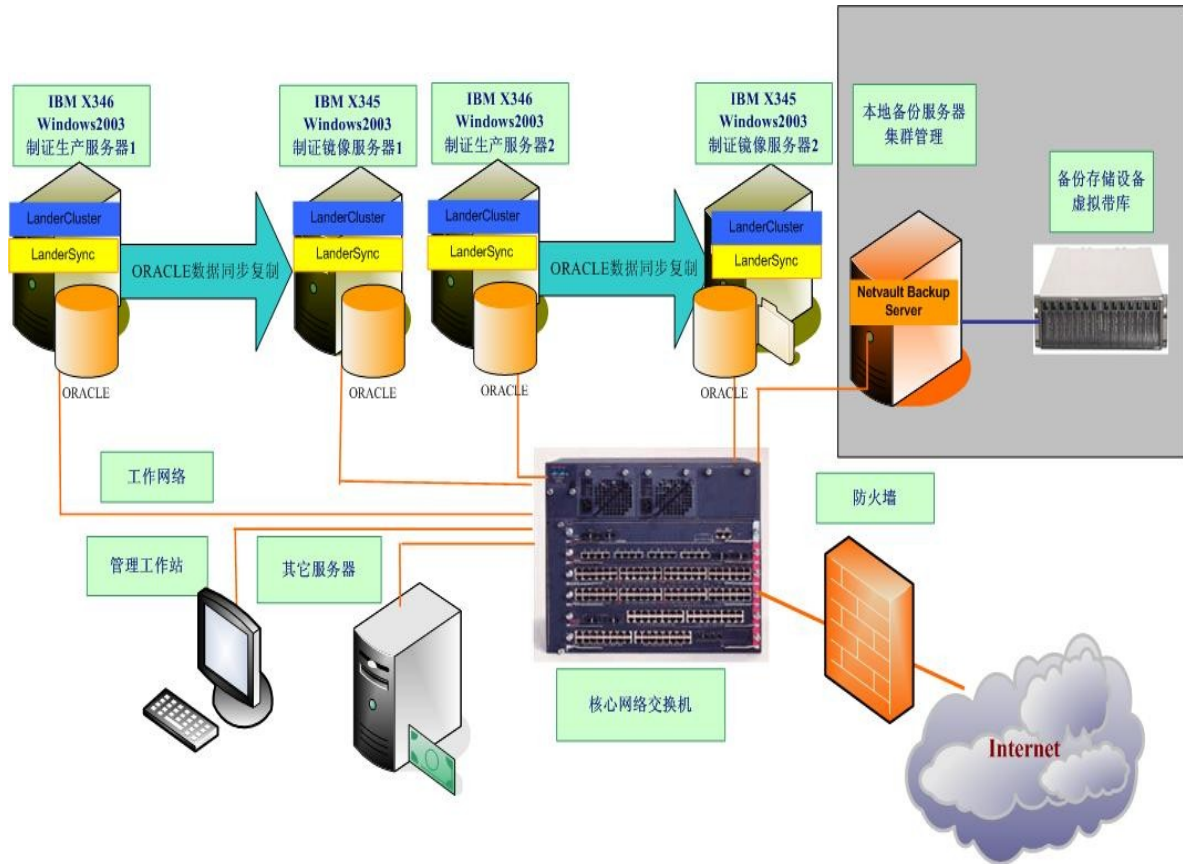 IBM X346
Windows2003
制证生产服务器1
IBM X345
Windows2003
制证镜像服务器1
IBM X346
Windows2003
制证生产服务器2
IBM X345
Windows2003
制证镜像服务器2
本地备份服务器
集群管理
备份存储设备
虚拟带库
LanderCluster
LanderSync
ORACLE数据同步复制
LanderCluster
LanderSync
LanderCluster
LanderSync
ORACLE数据同步复制
LanderCluster
LanderSync
Netvault Backup
Server
ORACLE
ORACLE
ORACLE
ORACLE
工作网络
防火墙
管理工作站
其它服务器
核心网络交换机
Internet